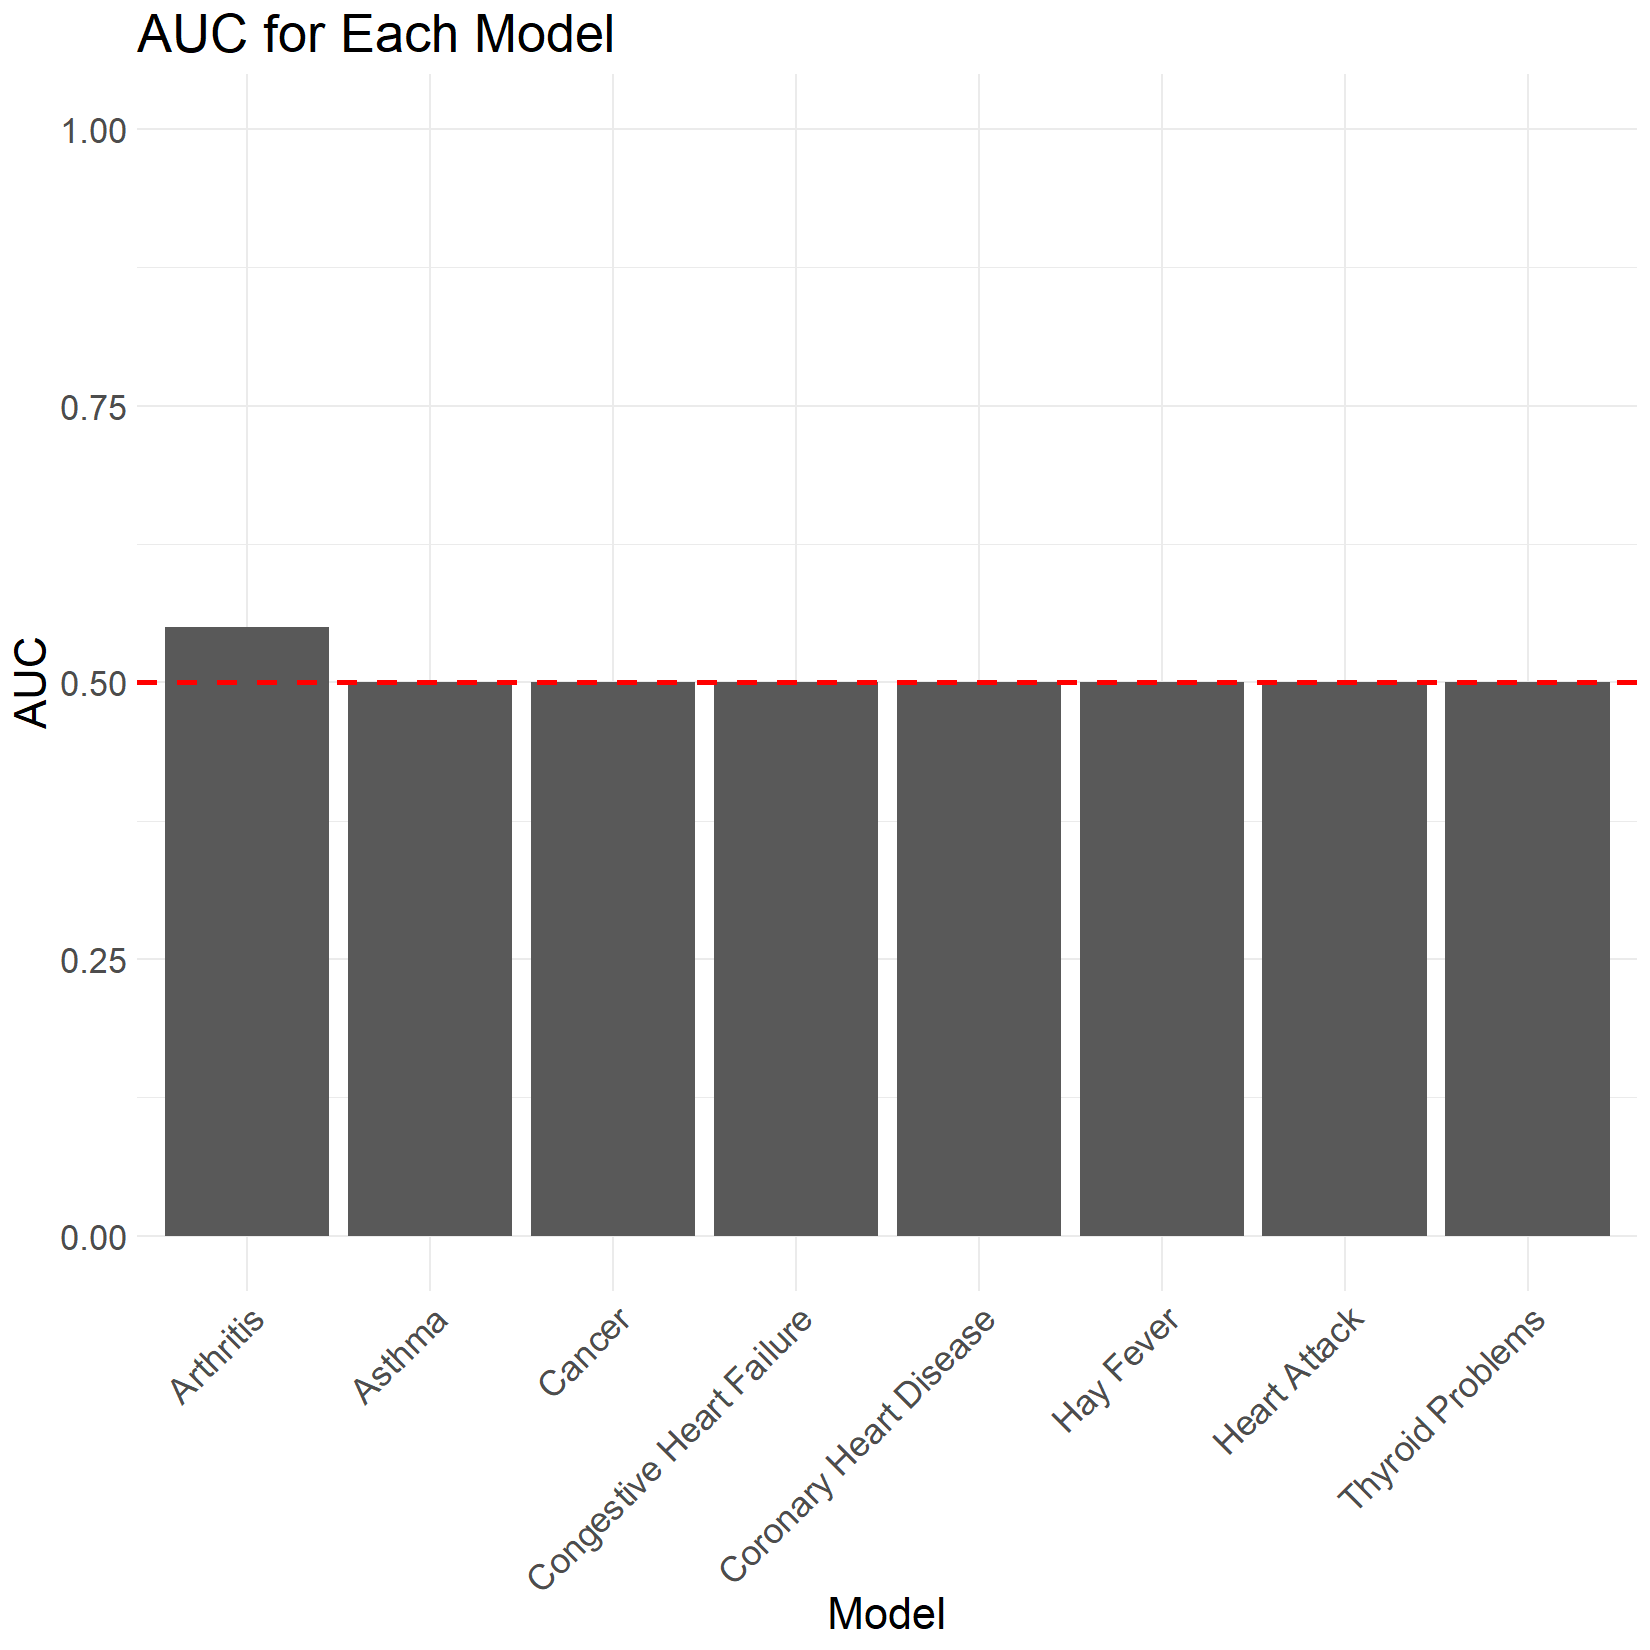 AUC for Each Model
AUC
1.00
0.75
0.50
0.25
0.00
Arthritis
Asthma
Cancer
Congestive Heart Failure
Coronary Heart Disease
Hay Fever
Heart Attack
Thyroid Problems
Model